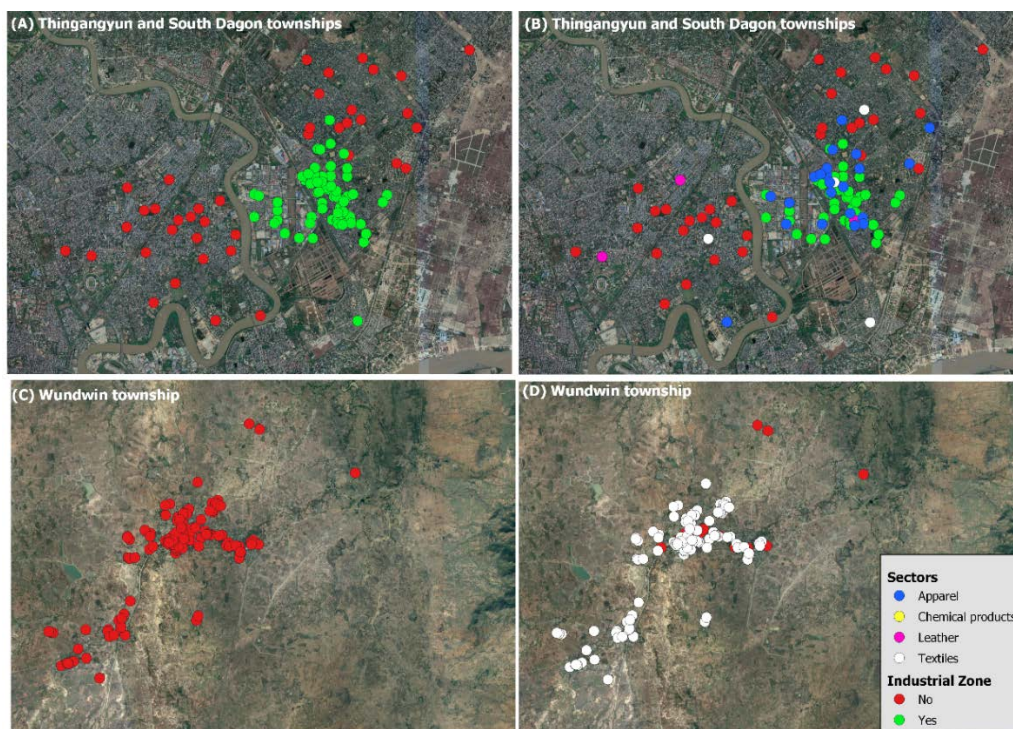 (A) Thingangyun and South Dagon townships
(B) Thingangyun and South Dagon townships
(C) Wundwin township
(D) Wundwin township
Sectors
Apparel
Chemical products
Leather
Textiles
Industrial Zone
No
Yes